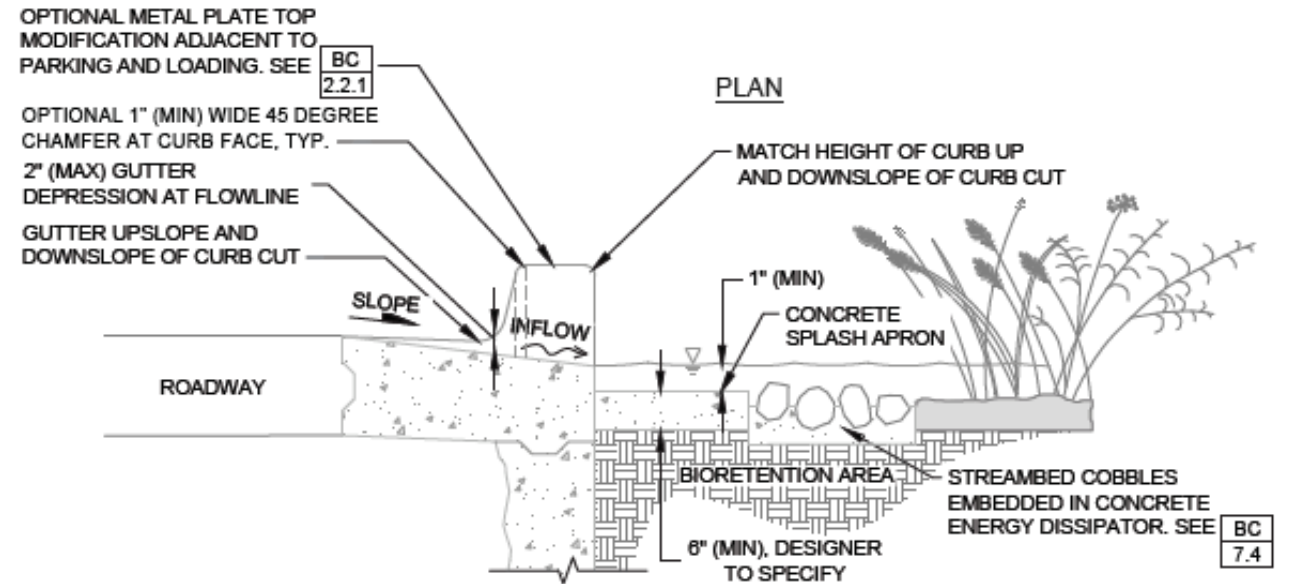 OPTIONAL METAL PLATE TOP
MODIFICATION ADJACENT TO
PARKING AND LOADING. SEE BC
2.2.1
OPTIONAL 1" (MIN) WIDE 45 DEGREE
CHAMFER AT CURB FACE, TYP.
2" (MAX) GUTTER
DEPRESSION AT FLOWLINE
GUTTER UPSLOPE AND
DOWNSLOPE OF CURB CUT
SLOPE
INFLOW
ROADWAY
PLAN
MATCH HEIGHT OF CURB UP
AND DOWNSLOPE OF CURB CUT
1" (MIN)
CONCRETE
SPLASH APRON
BIORETENTION AREA
STREAMBED COBBLES
EMBEDDED IN CONCRETE
ENERGY DISSIPATOR. SEE BC
7.4
6" (MIN), DESIGNER
TO SPECIFY